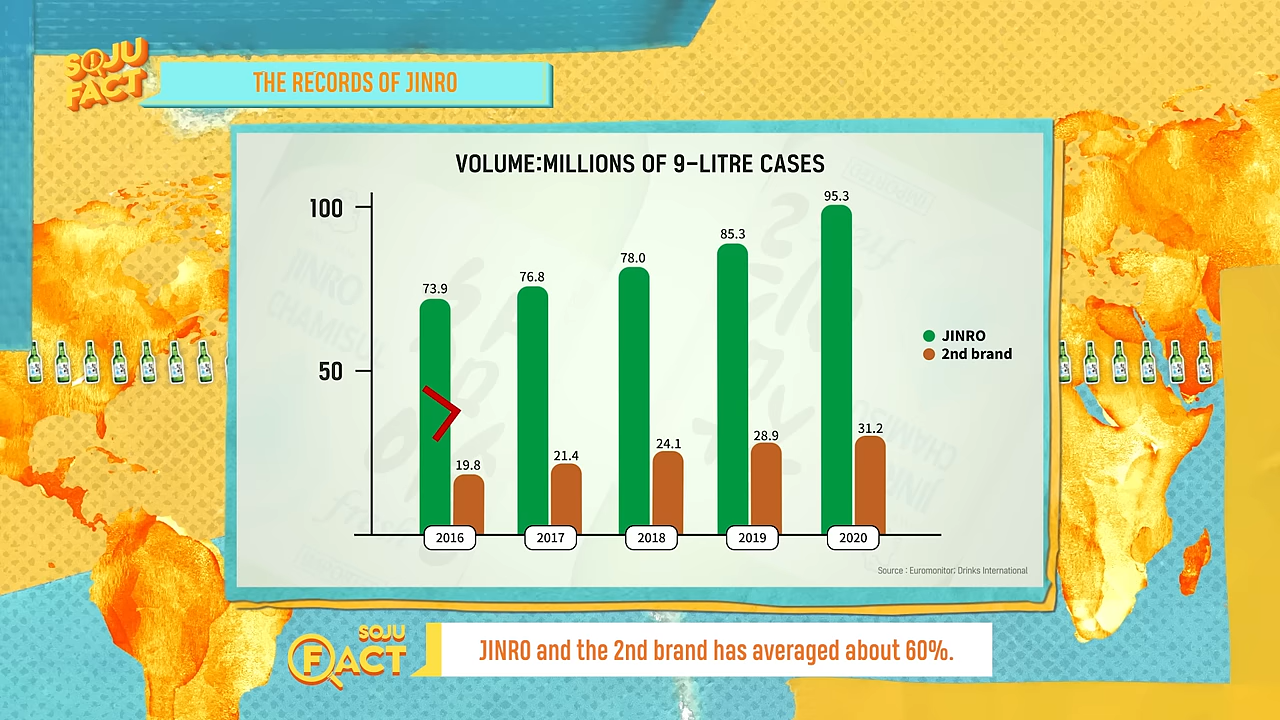 SOJU
FACT
THE RECORDS OF JINRO
VOLUME:MILLIONS OF 9-LITRE CASES
100
50
73.9
19.8
76.8
21.4
78.0
24.1
85.3
28.9
95.3
31.2
JINRO
2nd brand
2016
2017
2018
2019
2020
Source : Euromonitor; Drinks International
SOJU
FACT
JINRO and the 2nd brand has averaged about 60%.